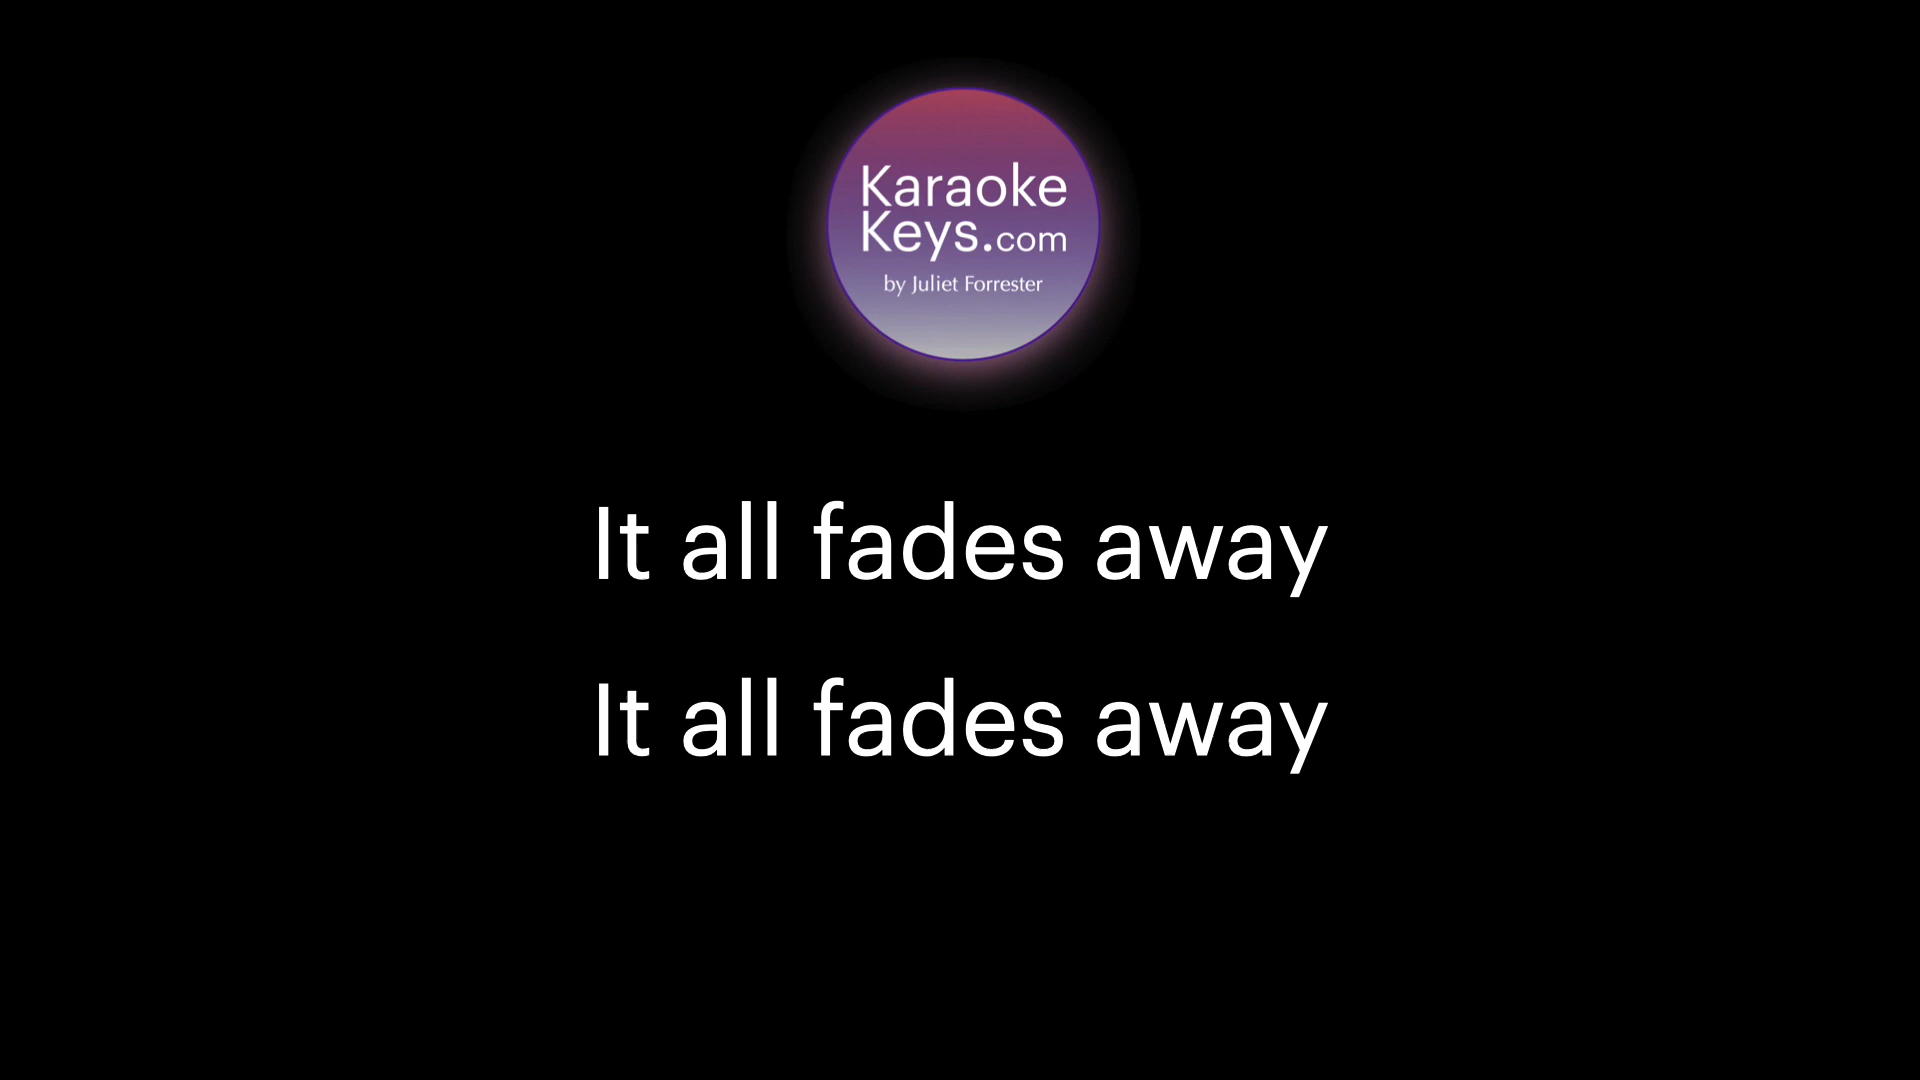 Karaoke
Keys.com
by Juliet Forrester
It all fades away
It all fades away